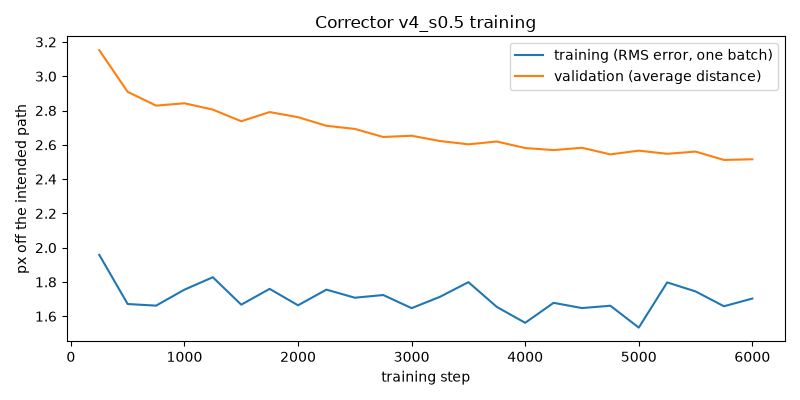 Corrector v4_s0.5 training
training (RMS error, one batch)
validation (average distance)
px off the intended path
3.2
3.0
2.8
2.6
2.4
2.2
2.0
1.8
1.6
0 1000 2000 3000 4000 5000 6000
training step